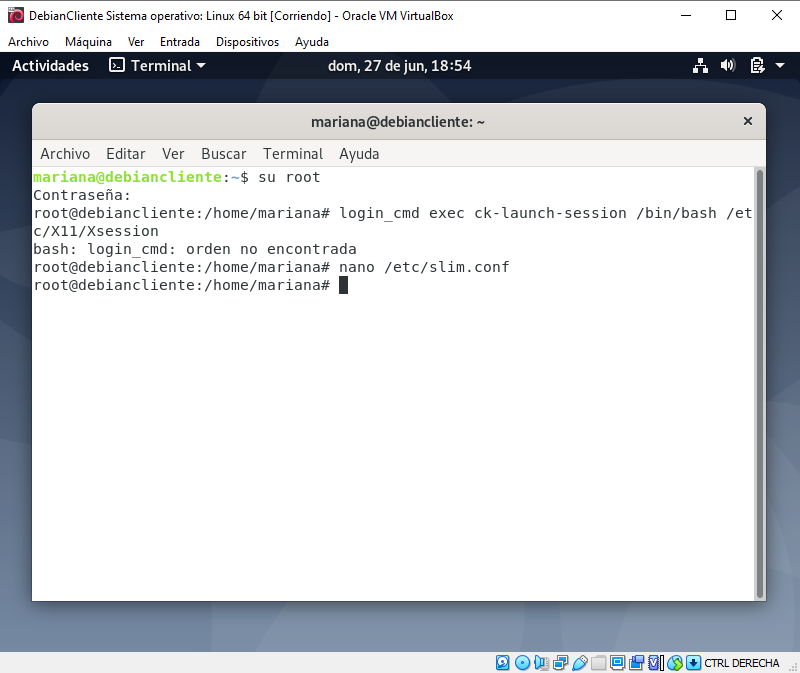 DebianCliente Sistema operativo: Linux 64 bit [Corriendo] - Oracle VM VirtualBox
Archivo Máquina Ver Entrada Dispositivos Ayuda
Actividades Terminal dom, 27 de jun, 18:54
mariana@debiancliente: ~
Archivo Editar Ver Buscar Terminal Ayuda
mariana@debiancliente:~$ su root
Contraseña:
root@debiancliente:/home/mariana# login_cmd exec ck-launch-session /bin/bash /et
c/X11/Xsession
bash: login_cmd: orden no encontrada
root@debiancliente:/home/mariana# nano /etc/slim.conf
root@debiancliente:/home/mariana#
CTRL DERECHA